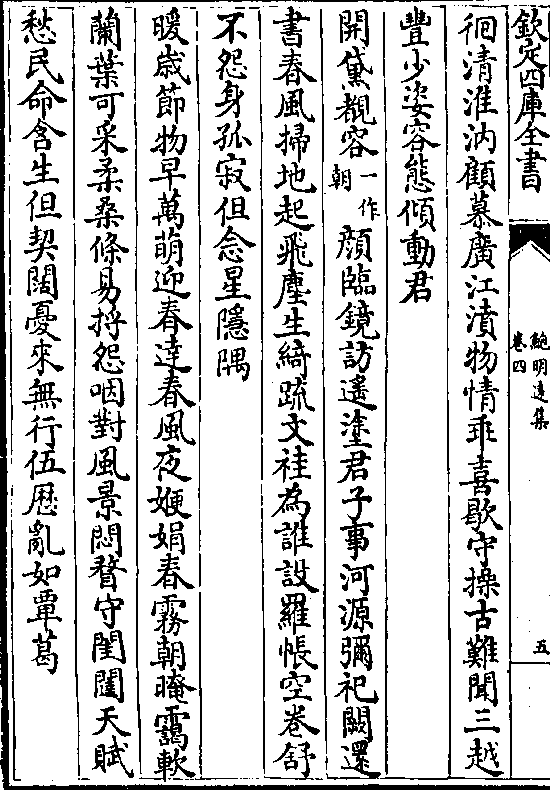 欽定四庫全書
鮑明遠集
卷四
五
徊清淮汭顧慕廣江濆物情乖喜歇守操古難聞三越
豐少姿容態傾動君
開黛覩容一作朝顔臨鏡訪遙塗君子事河源彌祀闕還
書春風掃地起飛塵生綺疏文袿為誰設羅帳空卷舒
不怨身孤寂但念星隱隅
暖歳節物早萬萌迎春達春風夜㛹娟春霧朝晻靄軟
蘭葉可采柔桑條易捋怨咽對風景悶瞀守閨闥天賦
愁民命含生但契闊憂來無行伍歴亂如覃葛